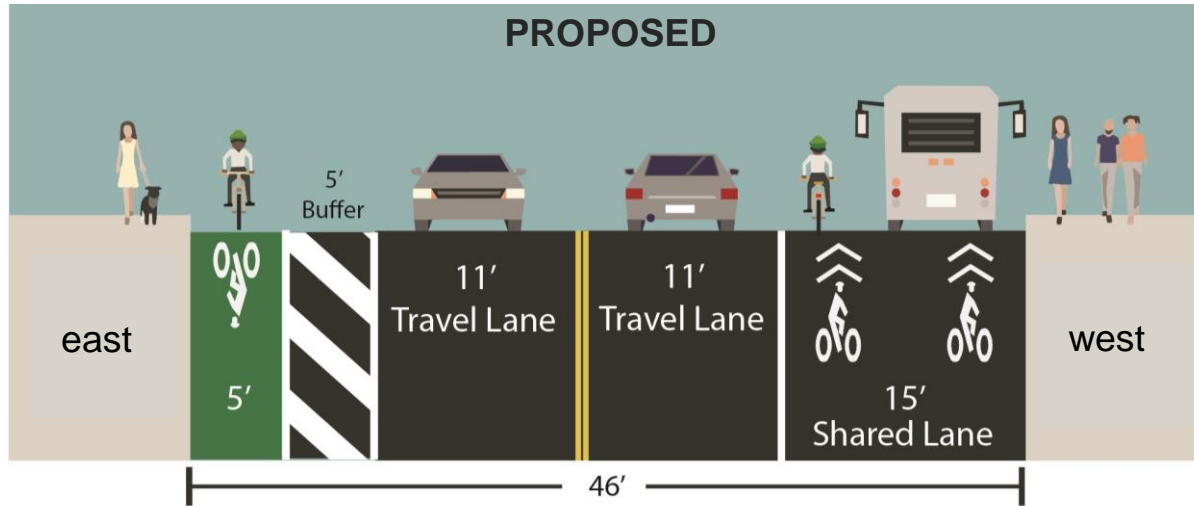 PROPOSED
5'
Buffer
11'
Travel Lane
11'
Travel Lane
east
west
5'
15'
Shared Lane
46'